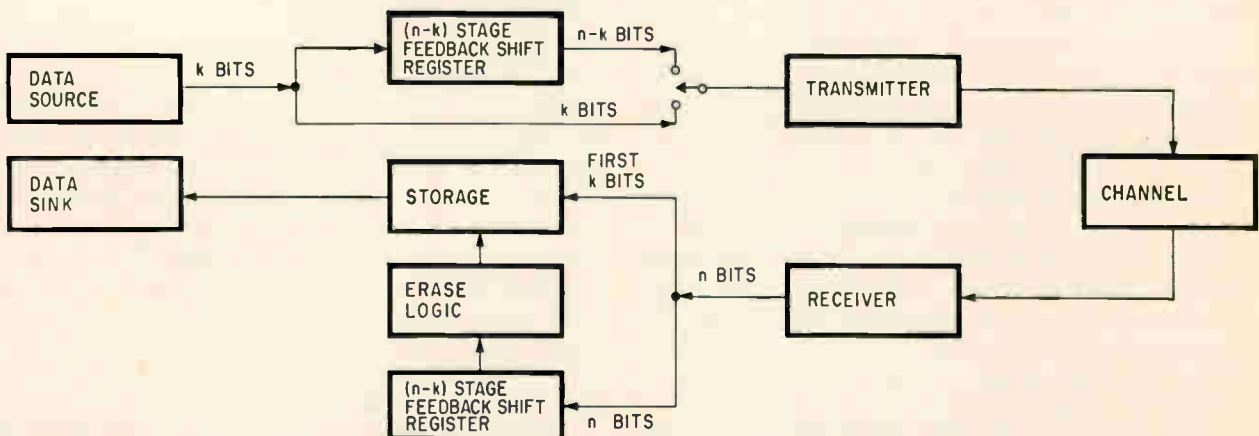 DATA
SOURCE
k BITS
(n-k) STAGE
FEEDBACK SHIFT
REGISTER
n-k BITS
k BITS
TRANSMITTER
CHANNEL
DATA
SINK
STORAGE
FIRST
k BITS
n BITS
RECEIVER
ERASE
LOGIC
(n-k) STAGE
FEEDBACK SHIFT
REGISTER
n BITS